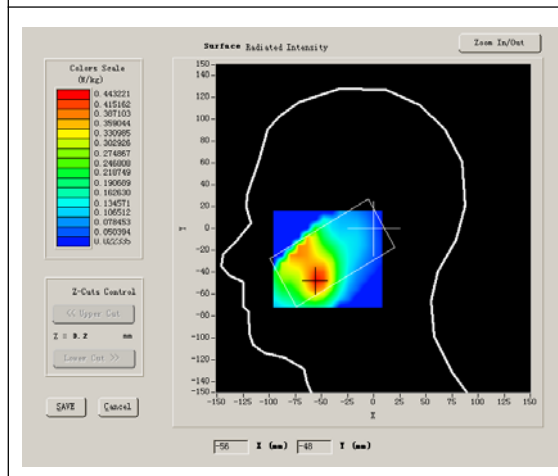 Surface Radiated Intensity
Zoom In/Out
Colors Scale
(W/kg)
0.443221
0.415162
0.387103
0.359044
0.330985
0.302926
0.274867
0.246808
0.218749
0.190689
0.162630
0.134571
0.106512
0.078453
0.050394
0.022335
Z-Cuts Control
<< Upper Cut
Z = 0.2 mm
Lower Cut >>
SAVE Cancel
150
140
120
100
80
60
40
20
0
-20
-40
-60
-80
-100
-120
-140
-150
Y
-150 -125 -100 -75 -50 -25 0 25 50 75 100 125 150
X
-56 X (mm) -48 Y (mm)